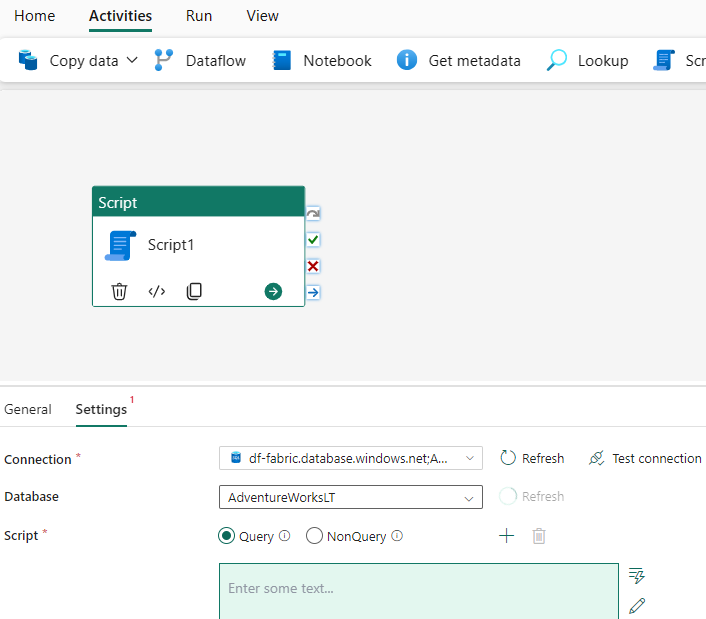 Home Activities Run View
Copy data Dataflow Notebook Get metadata Lookup Scr
Script
Script1
General Settings 1
Connection * df-fabric.database.windows.net;A... Refresh Test connection
Database AdventureWorksLT Refresh
Script * Query NonQuery
Enter some text...